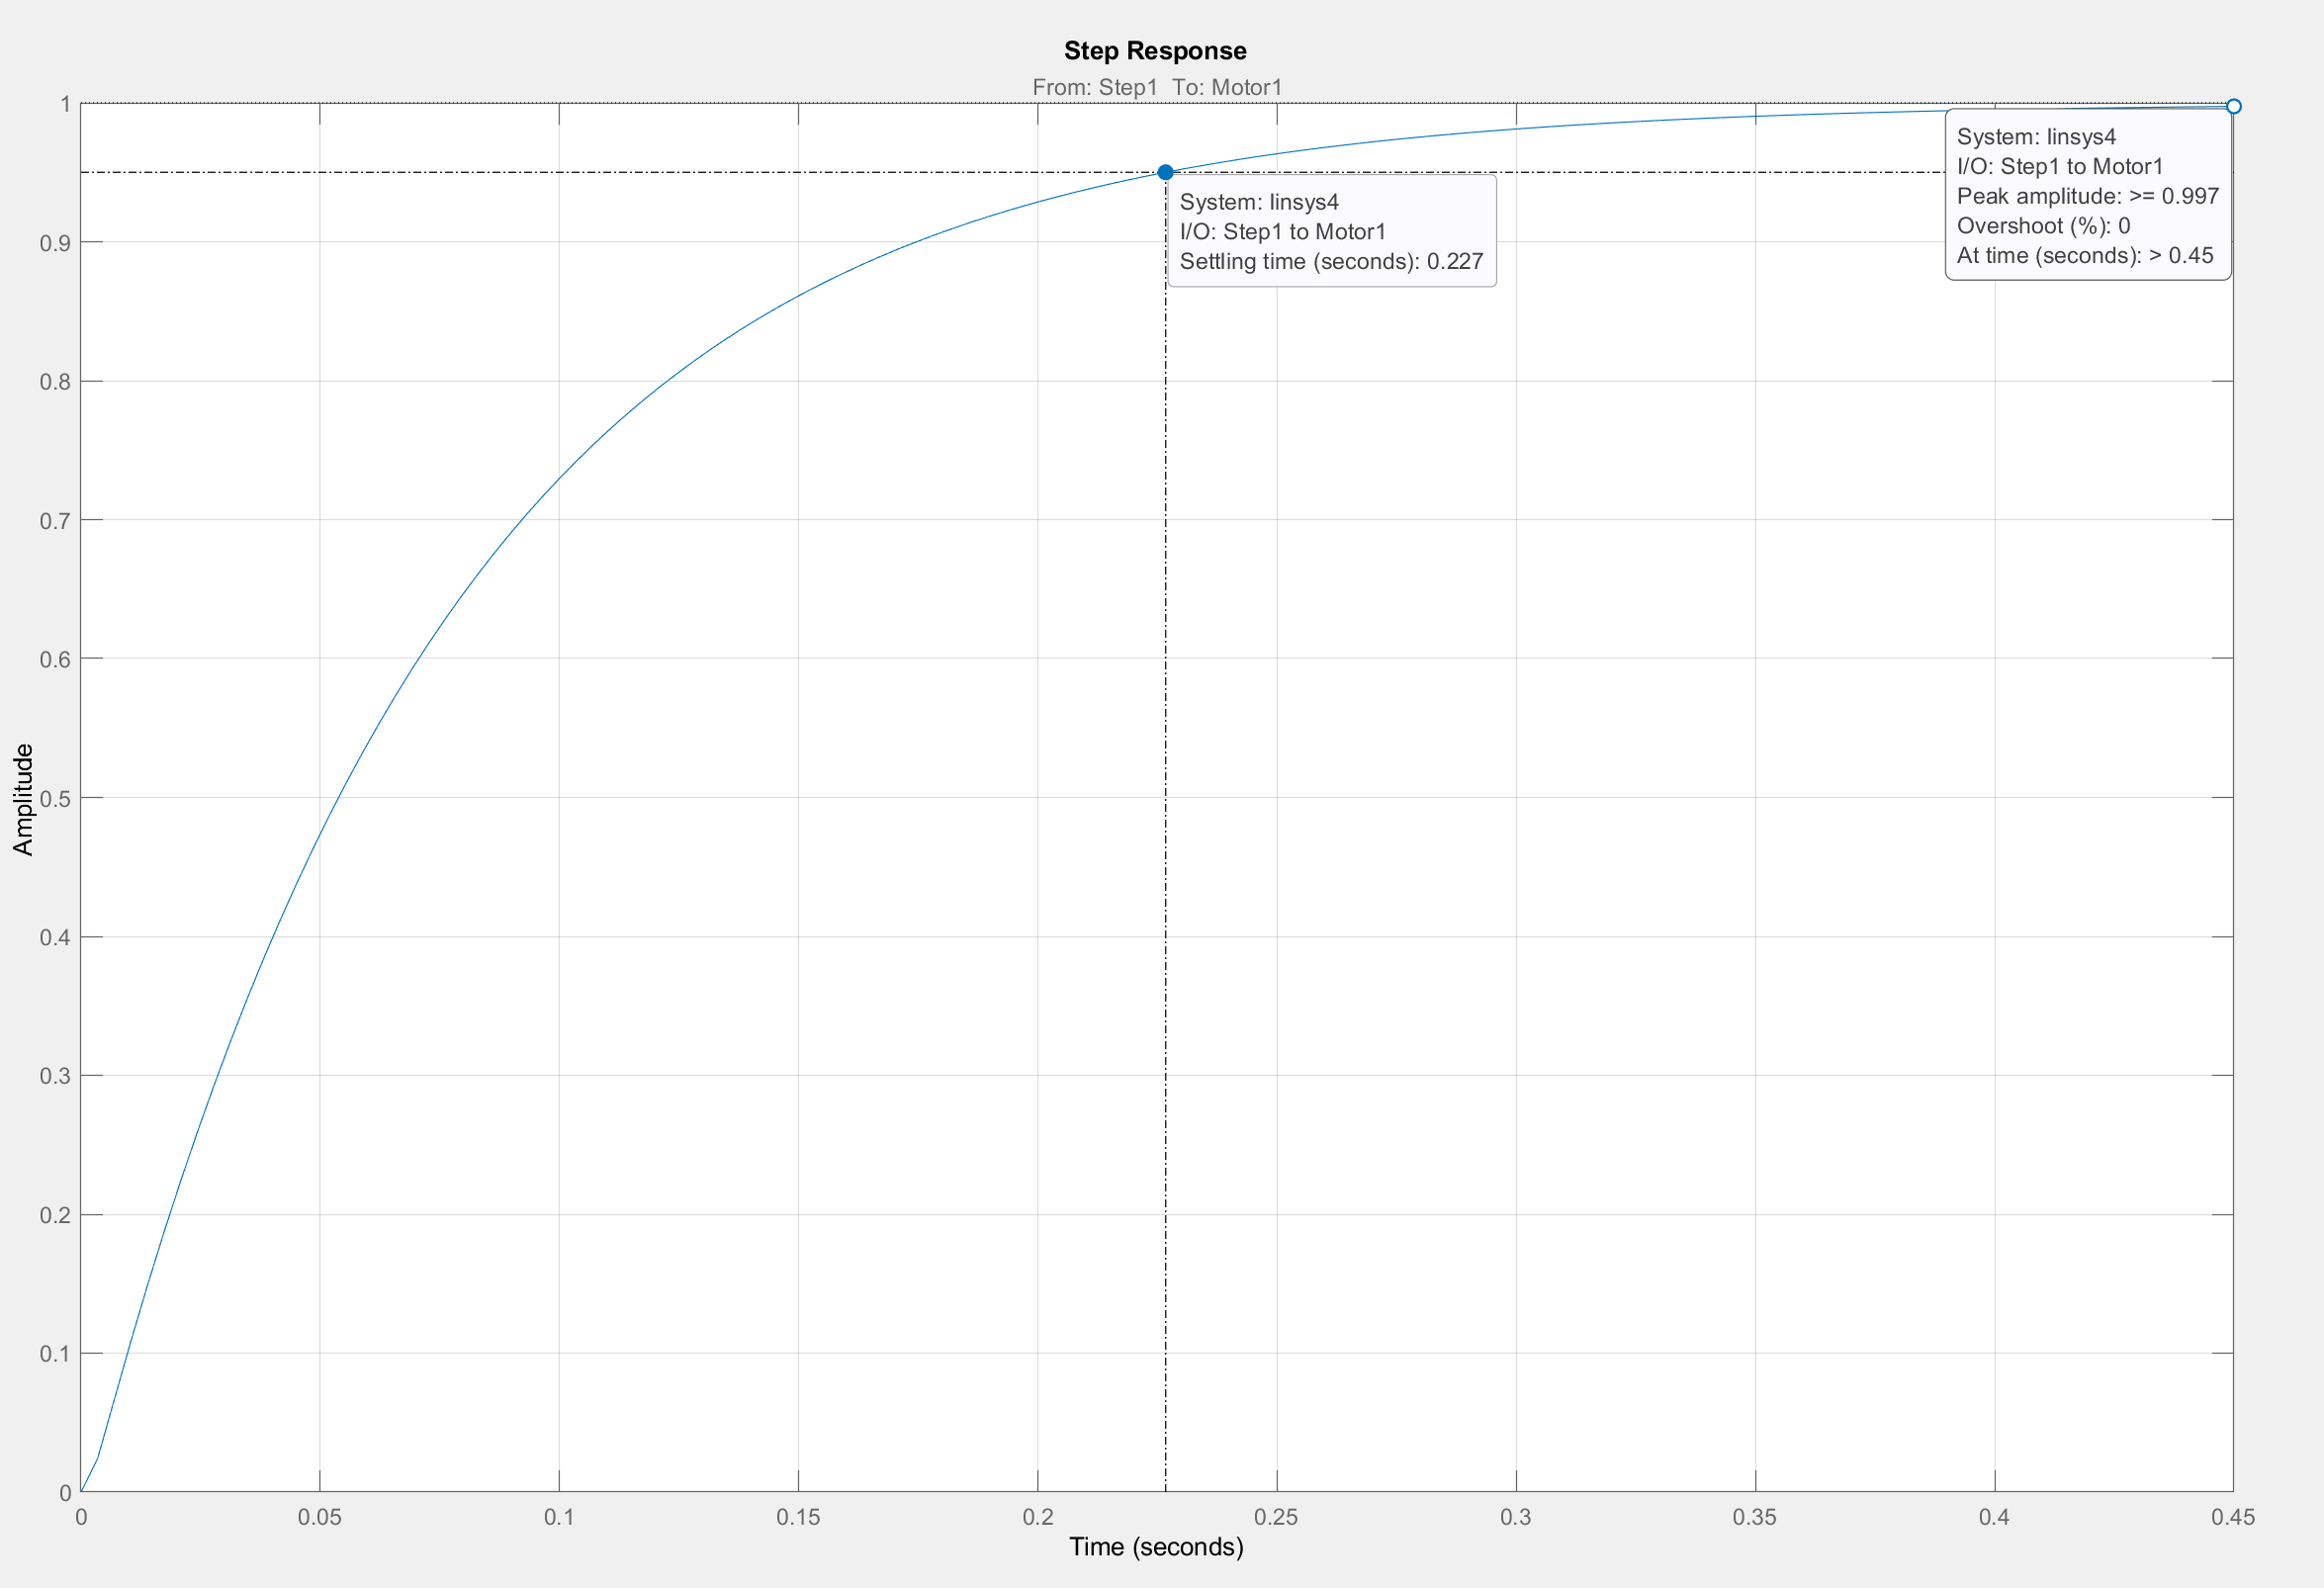 Step Response
From: Step1  To: Motor1
1
0.9
0.8
0.7
0.6
0.5
0.4
0.3
0.2
0.1
0
Amplitude
System: linsys4
I/O: Step1 to Motor1
Settling time (seconds): 0.227
System: linsys4
I/O: Step1 to Motor1
Peak amplitude: >= 0.997
Overshoot (%): 0
At time (seconds): > 0.45
0 0.05 0.1 0.15 0.2 0.25 0.3 0.35 0.4 0.45
Time (seconds)